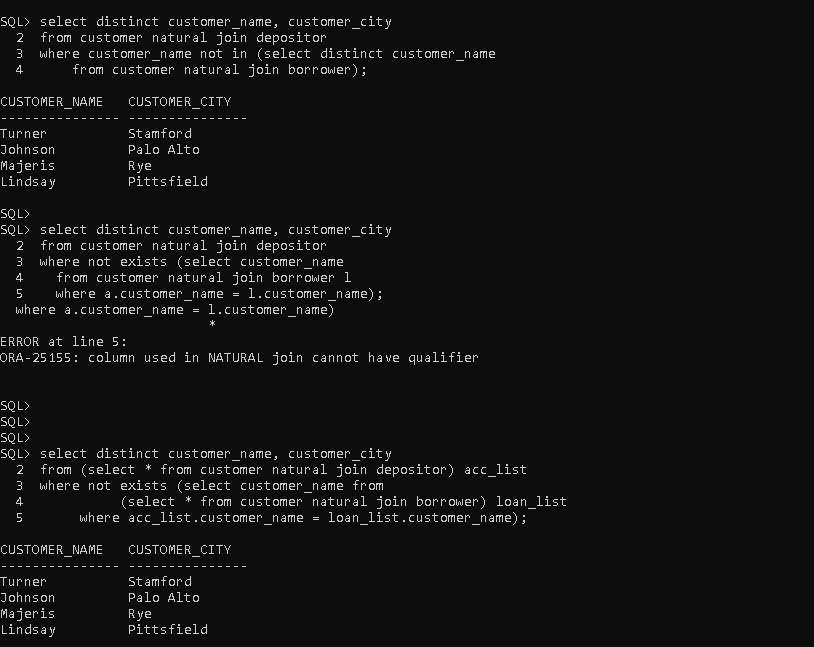 SQL> select distinct customer_name, customer_city
  2  from customer natural join depositor
  3  where customer_name not in (select distinct customer_name
  4      from customer natural join borrower);
CUSTOMER_NAME   CUSTOMER_CITY
--------------- ---------------
Turner          Stamford
Johnson         Palo Alto
Majeris         Rye
Lindsay         Pittsfield
SQL>
SQL> select distinct customer_name, customer_city
  2  from customer natural join depositor
  3  where not exists (select customer_name
  4    from customer natural join borrower l
  5    where a.customer_name = l.customer_name);
  where a.customer_name = l.customer_name)
                          *
ERROR at line 5:
ORA-25155: column used in NATURAL join cannot have qualifier
SQL>
SQL>
SQL>
SQL> select distinct customer_name, customer_city
  2  from (select * from customer natural join depositor) acc_list
  3  where not exists (select customer_name from
  4            (select * from customer natural join borrower) loan_list
  5       where acc_list.customer_name = loan_list.customer_name);
CUSTOMER_NAME   CUSTOMER_CITY
--------------- ---------------
Turner          Stamford
Johnson         Palo Alto
Majeris         Rye
Lindsay         Pittsfield